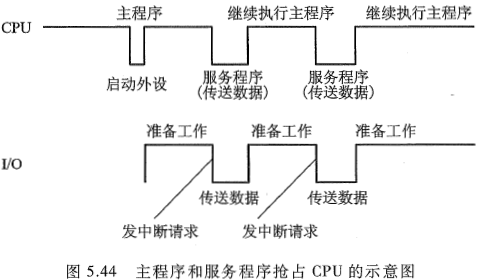 主程序 继续执行主程序 继续执行主程序
CPU
启动外设 服务程序 服务程序
(传送数据) (传送数据)
准备工作 准备工作 准备工作
I/O
传送数据 传送数据
发中断请求 发中断请求
图 5.44 主程序和服务程序抢占 CPU 的示意图